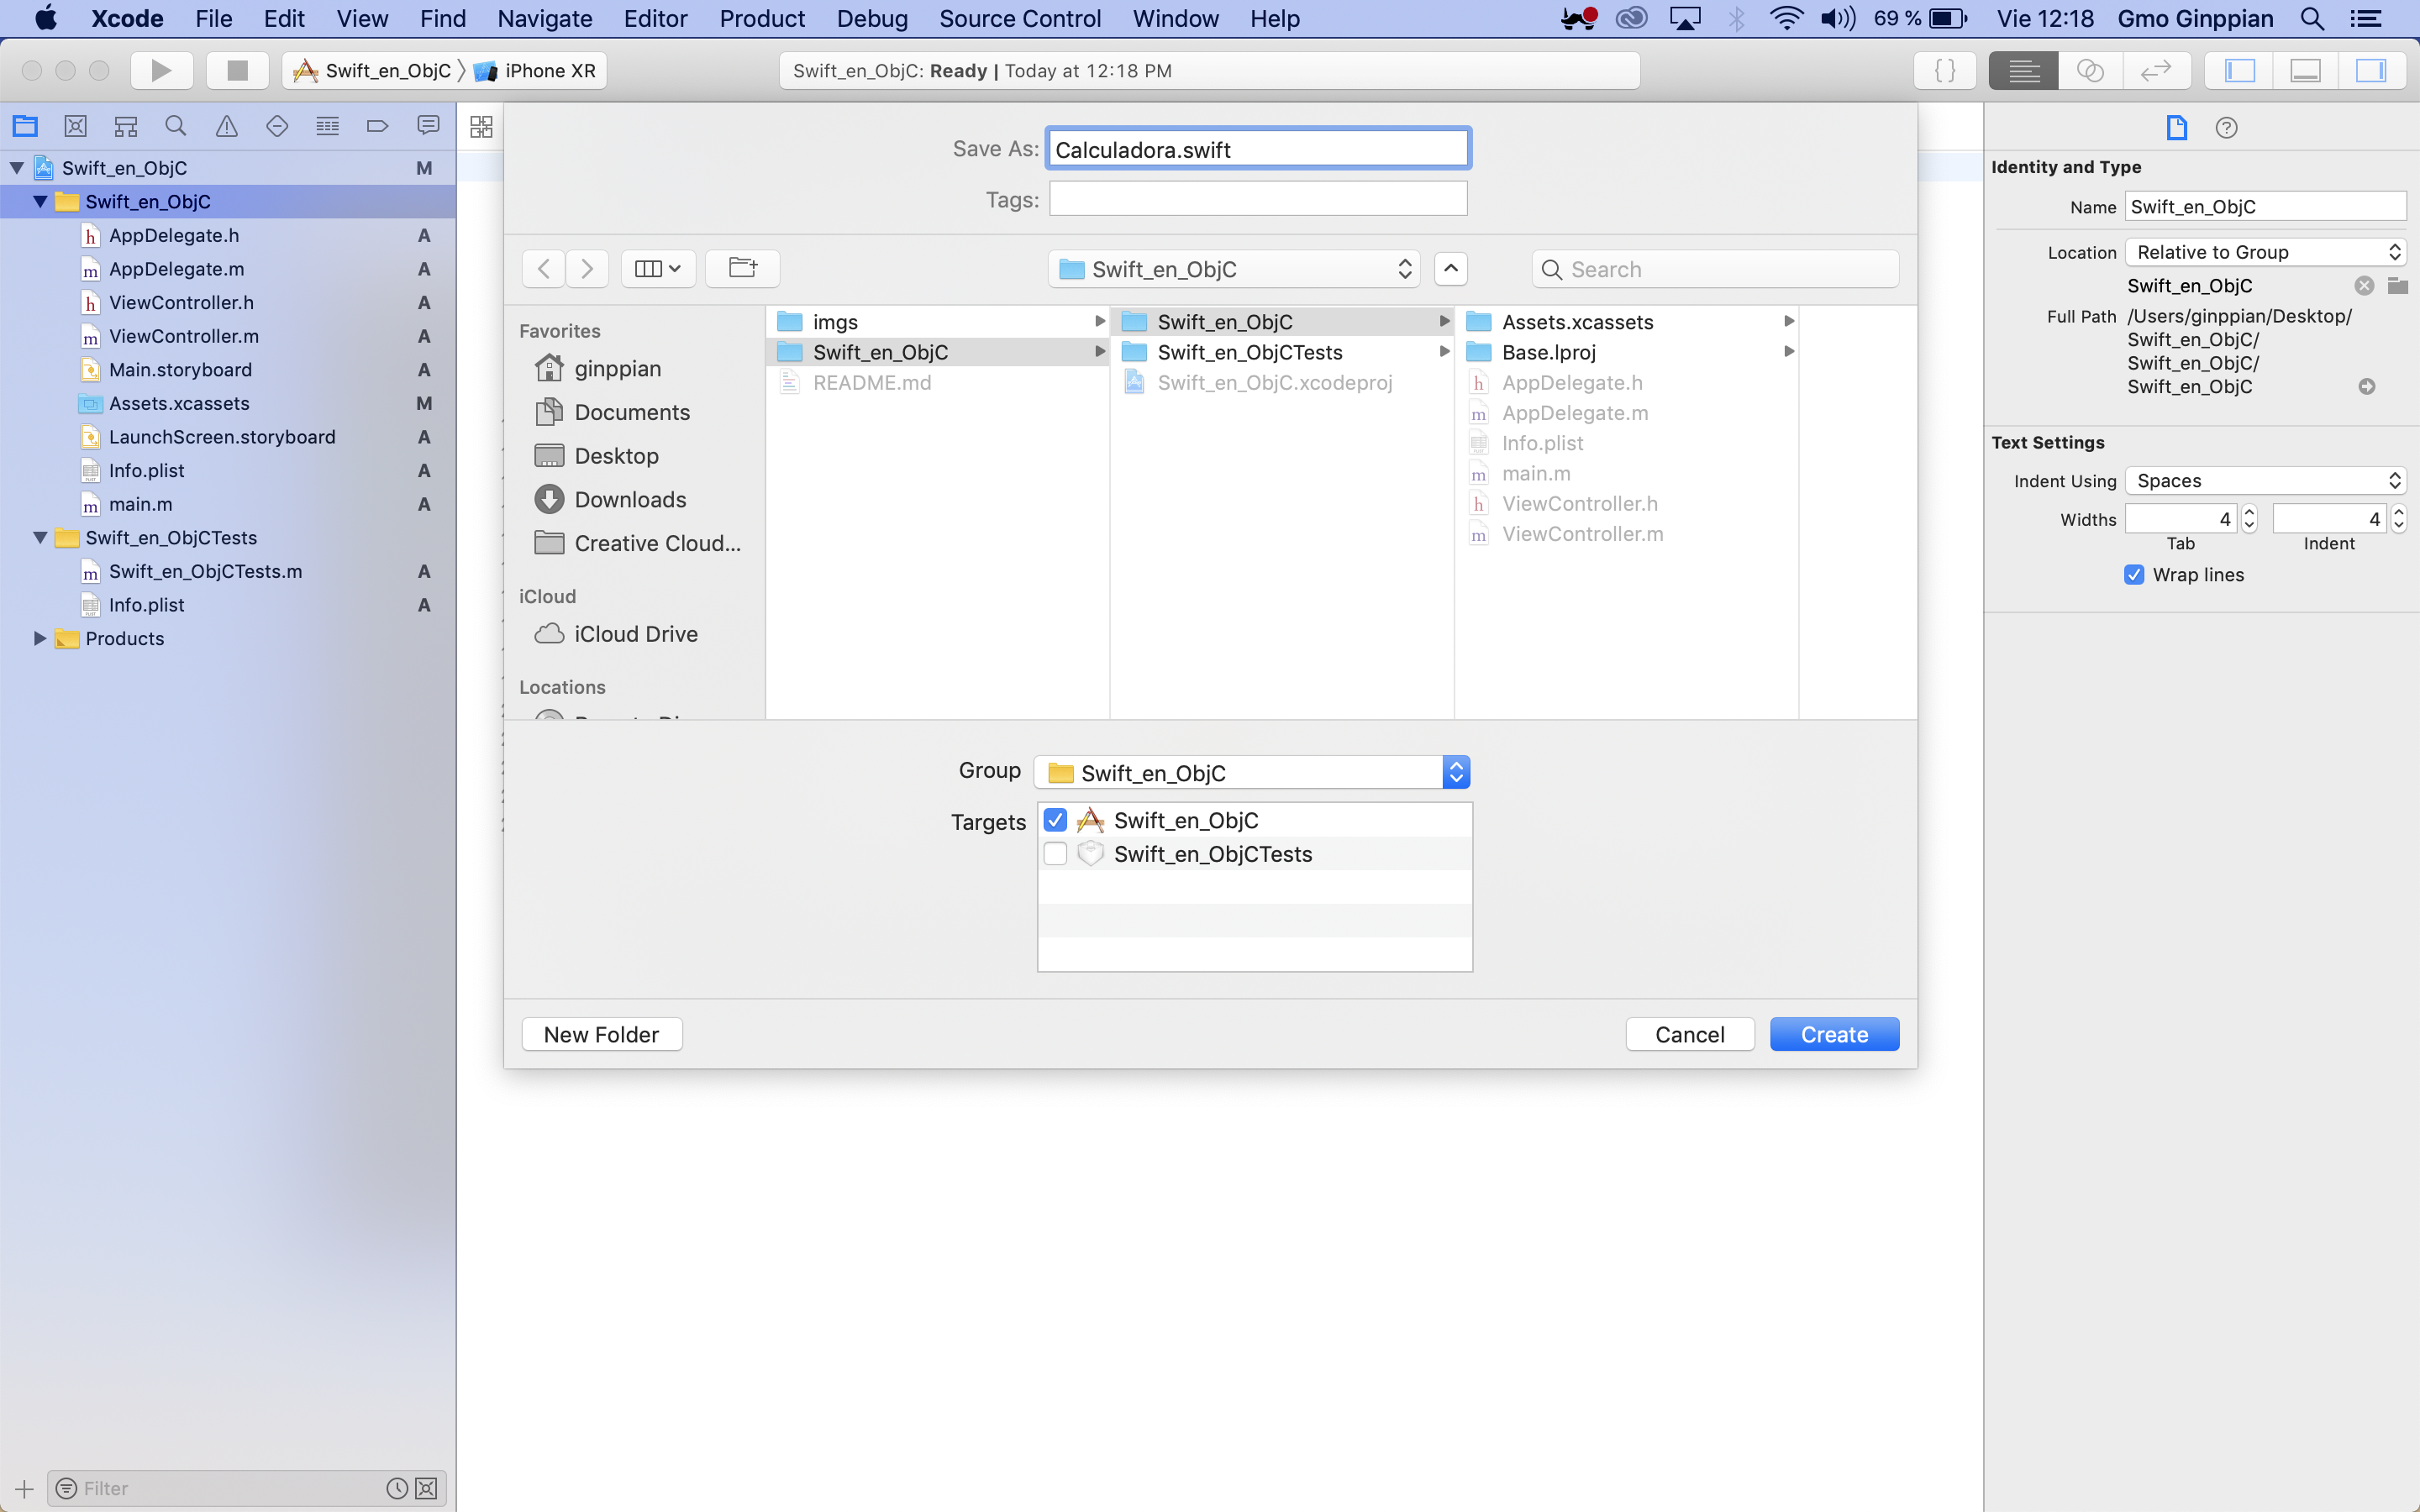 Xcode File Edit View Find Navigate Editor Product Debug Source Control Window Help 69 % Vie 12:18 Gmo Ginppian
Swift_en_ObjC iPhone XR Swift_en_ObjC: Ready | Today at 12:18 PM
Swift_en_ObjC M
Swift_en_ObjC
AppDelegate.h A
AppDelegate.m A
ViewController.h A
ViewController.m A
Main.storyboard A
Assets.xcassets M
LaunchScreen.storyboard A
Info.plist A
main.m A
Swift_en_ObjCTests
Swift_en_ObjCTests.m A
Info.plist A
Products
Filter
Save As: Calculadora.swift
Tags:
Swift_en_ObjC
Search
Favorites
ginppian
Documents
Desktop
Downloads
Creative Cloud...
iCloud
iCloud Drive
Locations
imgs
Swift_en_ObjC
README.md
Swift_en_ObjC
Swift_en_ObjCTests
Swift_en_ObjC.xcodeproj
Assets.xcassets
Base.lproj
AppDelegate.h
AppDelegate.m
Info.plist
main.m
ViewController.h
ViewController.m
Group Swift_en_ObjC
Targets Swift_en_ObjC
Swift_en_ObjCTests
New Folder Cancel Create
Identity and Type
Name Swift_en_ObjC
Location Relative to Group
Swift_en_ObjC
Full Path /Users/ginppian/Desktop/
Swift_en_ObjC/
Swift_en_ObjC/
Swift_en_ObjC
Text Settings
Indent Using Spaces
Widths 4 4
Tab Indent
Wrap lines